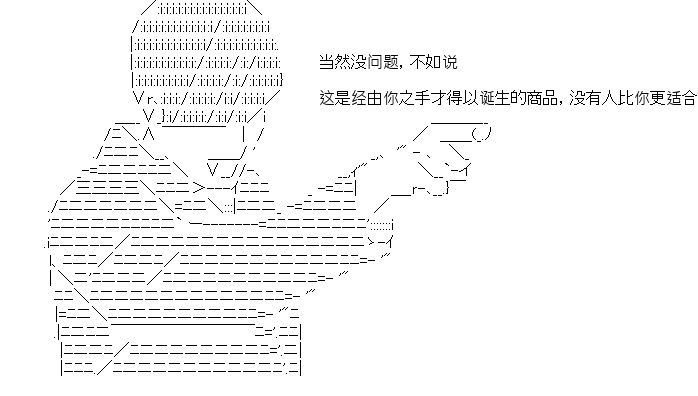 当然没问题，不如说
这是经由你之手才得以诞生的商品，没有人比你更适合